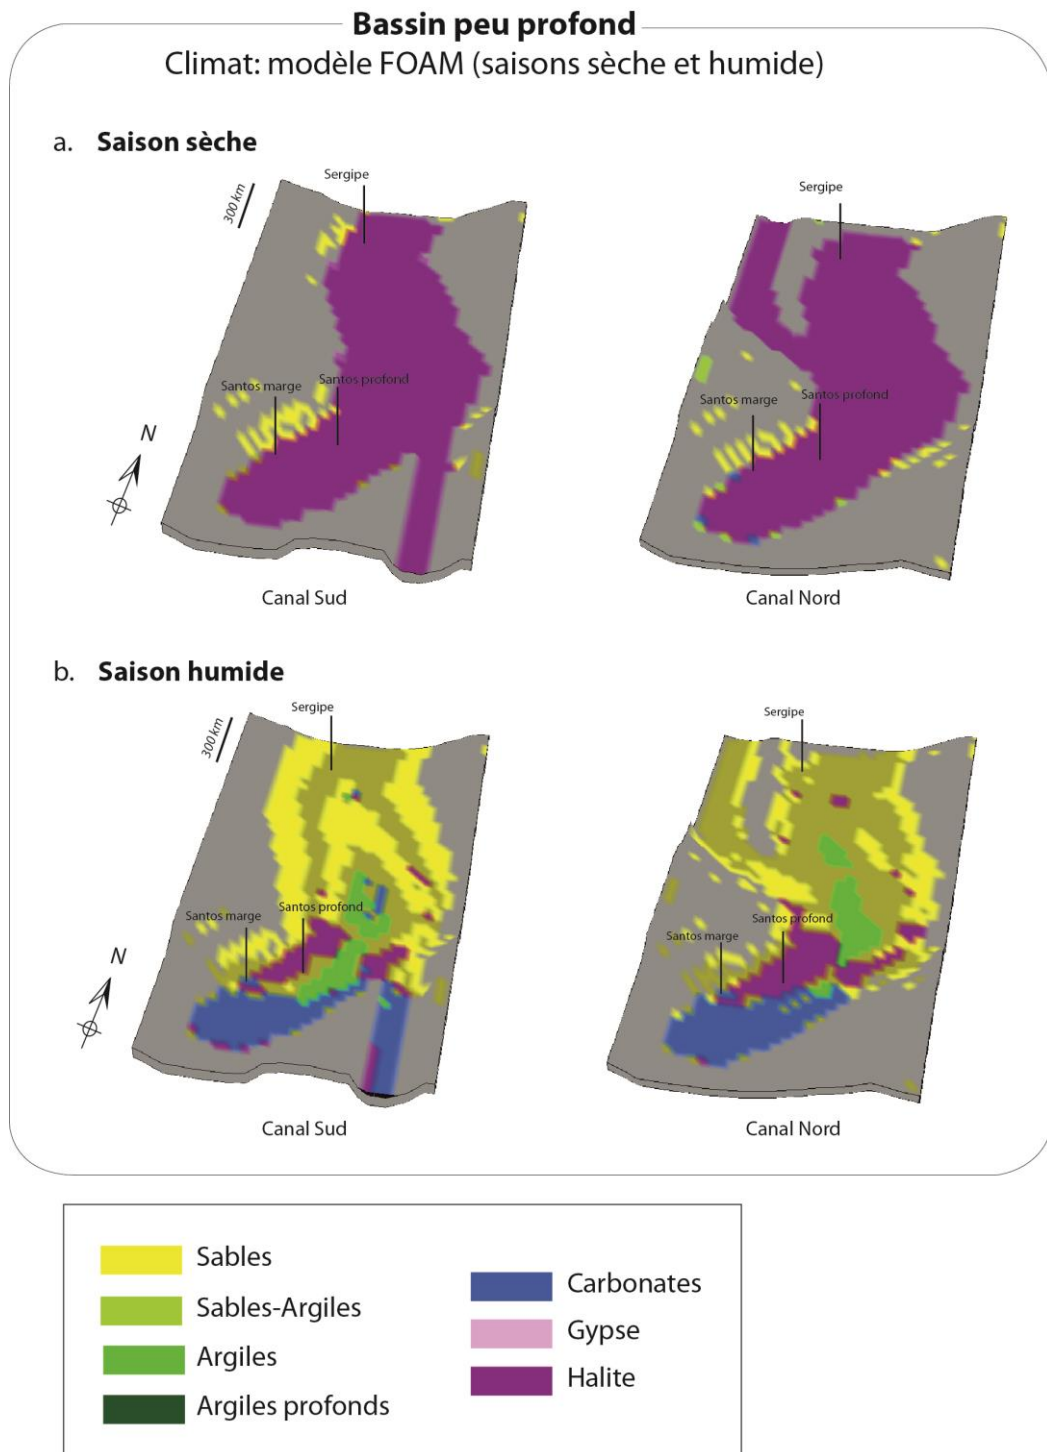 Bassin peu profond
Climat: modèle FOAM (saisons sèche et humide)
a. Saison sèche
300 km
Sergipe
Santos marge
Santos profond
N
Canal Sud
Sergipe
Santos marge
Santos profond
Canal Nord
b. Saison humide
300 km
Sergipe
Santos marge
Santos profond
N
Canal Sud
Sergipe
Santos marge
Santos profond
Canal Nord
Sables
Sables-Argiles
Argiles
Argiles profonds
Carbonates
Gypse
Halite